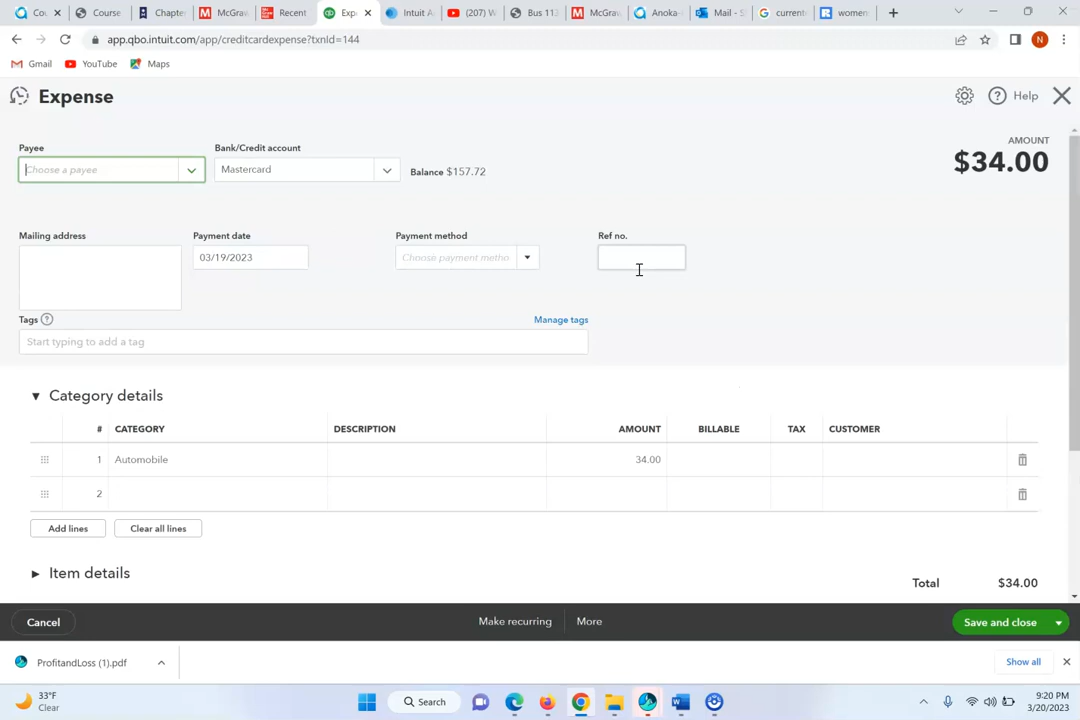 Cou
Course
Chapte
McGraw
Recent
Exp
Intuit A
(207) W
Bus 113
McGraw
Anoka-
Mail - S
current
women
app.qbo.intuit.com/app/creditcardexpense?txnId=144
N
Gmail
YouTube
Maps
Expense
Help
Payee
Bank/Credit account
AMOUNT
Choose a payee
Mastercard
Balance $157.72
$34.00
Mailing address
Payment date
Payment method
Ref no.
03/19/2023
Choose payment metho
Tags
Manage tags
Start typing to add a tag
Category details
# CATEGORY DESCRIPTION AMOUNT BILLABLE TAX CUSTOMER
1 Automobile 34.00
2
Add lines
Clear all lines
Item details
Total $34.00
Cancel
Make recurring
More
Save and close
ProfitandLoss (1).pdf
Show all
33°F
Clear
Search
9:20 PM
3/20/2023